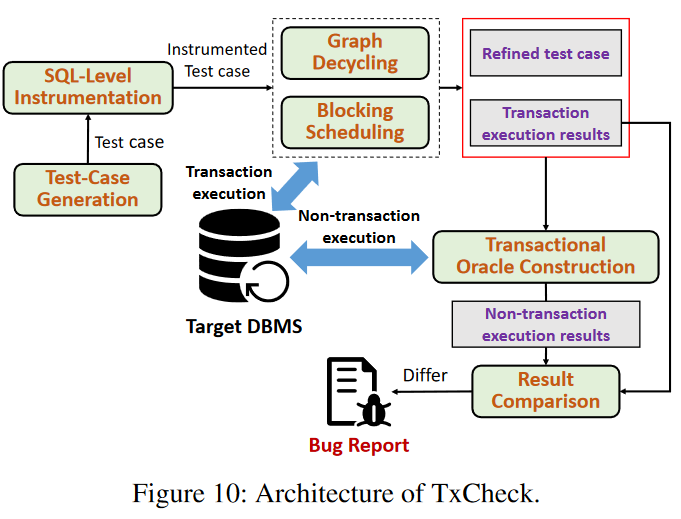 Instrumented
Test case
SQL-Level
Instrumentation
Test case
Test-Case
Generation
Graph
Decycling
Blocking
Scheduling
Refined test case
Transaction
execution results
Transaction
execution
Non-transaction
execution
Target DBMS
Transactional
Oracle Construction
Non-transaction
execution results
Result
Comparison
Differ
Bug Report
Figure 10: Architecture of TxCheck.